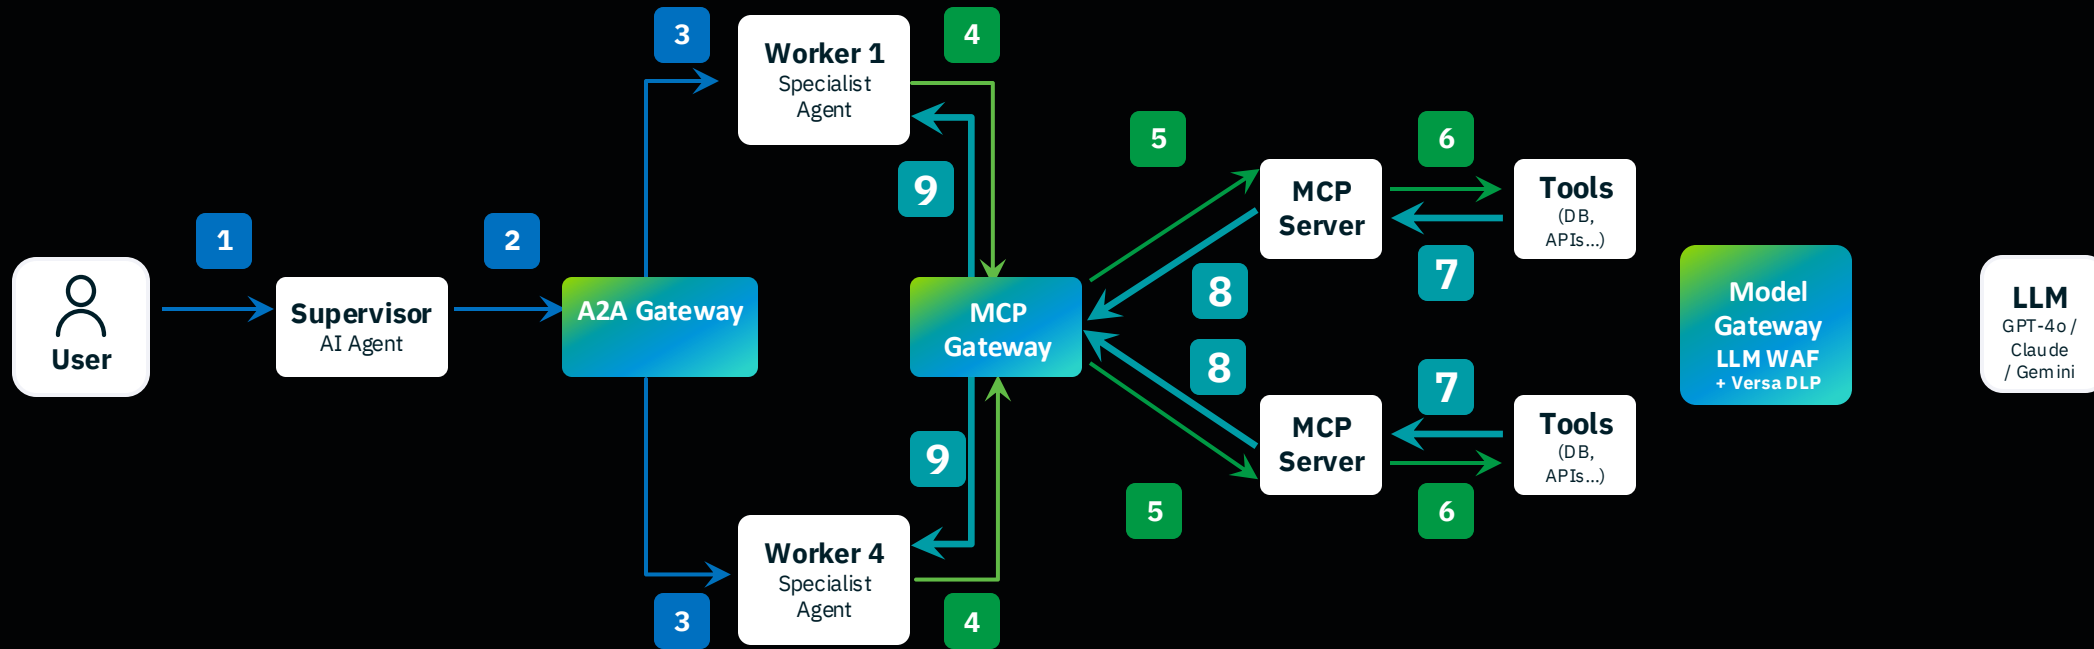 3
Worker 1
Specialist
Agent
4
9
1
2
User
Supervisor
AI Agent
A2A Gateway
MCP
Gateway
5
8
8
5
MCP
Server
6
7
Tools
(DB,
APIs...)
MCP
Server
7
6
Tools
(DB,
APIs...)
9
Worker 4
Specialist
Agent
3
4
Model
Gateway
LLM WAF
+ Versa DLP
LLM
GPT-4o /
Claude
/ Gemini